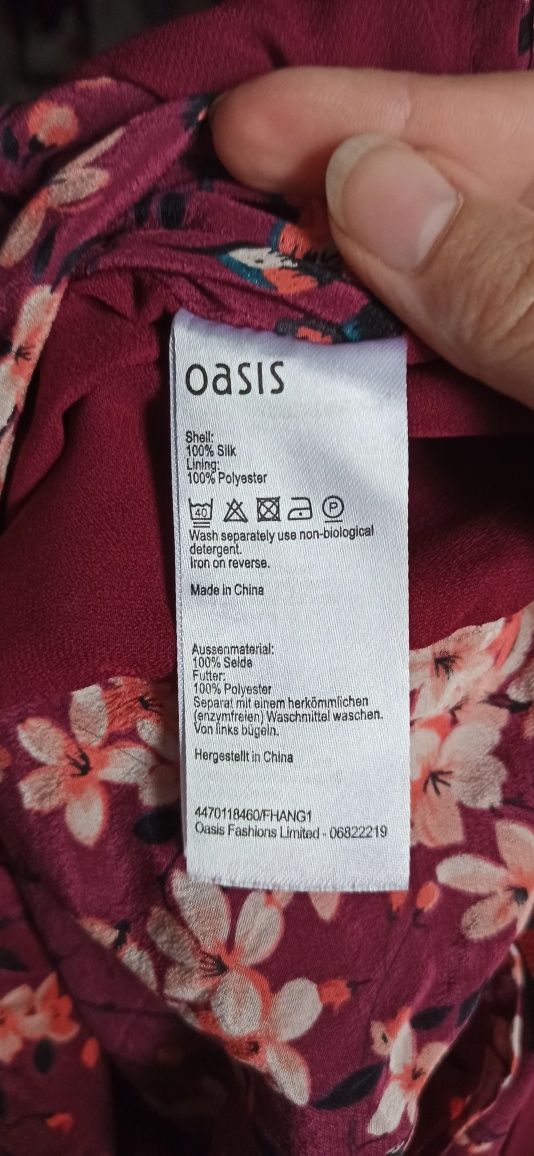 oasis
Shell:
100% Silk
Lining:
100% Polyester
40
P
Wash separately use non-biological
detergent.
Iron on reverse.
Made in China
Aussenmaterial:
100% Seide
Futter:
100% Polyester
Separat mit einem herkömmlichen
(enzymfreien) Waschmittel waschen.
Von links bügeln.
Hergestellt in China
4470118460/FHANG1
Oasis Fashions Limited - 06822219